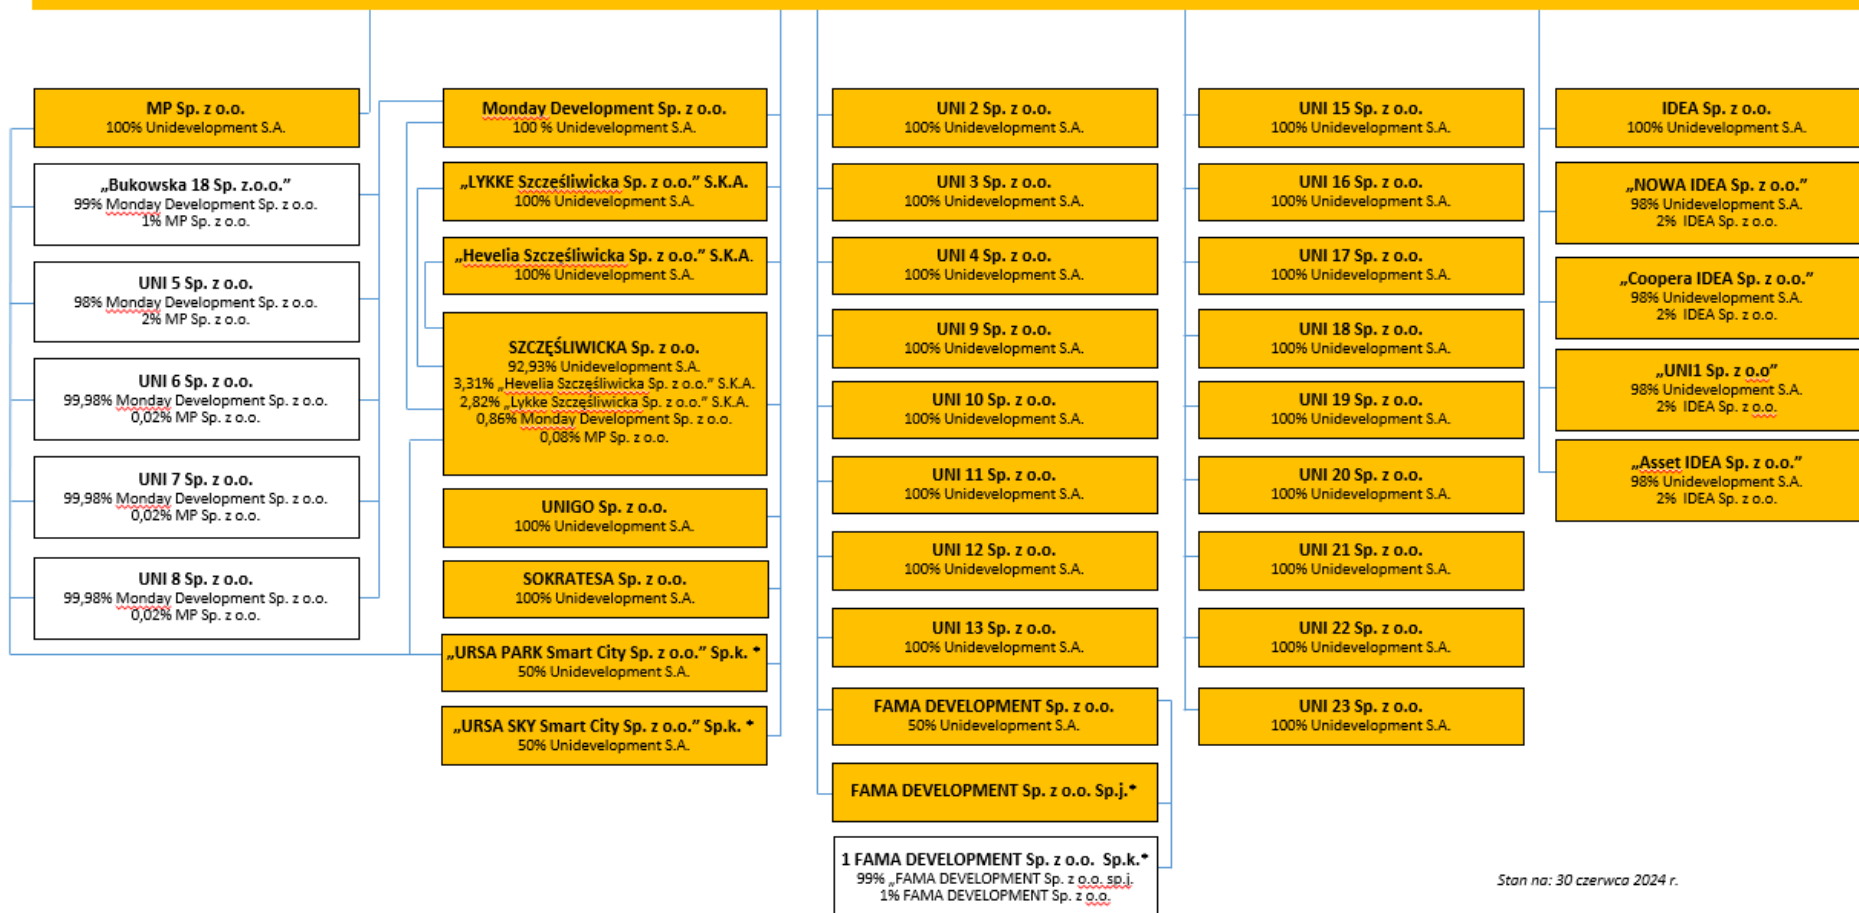 MP Sp. z o.o.
100% Unidevelopment S.A.
„Bukowska 18 Sp. z.o.o.”
99% Monday Development Sp. z o.o.
1% MP Sp. z o.o.
UNI 5 Sp. z o.o.
98% Monday Development Sp. z o.o.
2% MP Sp. z o.o.
UNI 6 Sp. z o.o.
99,98% Monday Development Sp. z o.o.
0,02% MP Sp. z o.o.
UNI 7 Sp. z o.o.
99,98% Monday Development Sp. z o.o.
0,02% MP Sp. z o.o.
UNI 8 Sp. z o.o.
99,98% Monday Development Sp. z o.o.
0,02% MP Sp. z o.o.
Monday Development Sp. z o.o.
100 % Unidevelopment S.A.
„LYKKE Szczęśliwicka Sp. z o.o.” S.K.A.
100% Unidevelopment S.A.
„Hevelia Szczęśliwicka Sp. z o.o.” S.K.A.
100% Unidevelopment S.A.
SZCZĘŚLIWICKA Sp. z o.o.
92,93% Unidevelopment S.A.
3,31% „Hevelia Szczęśliwicka Sp. z o.o.” S.K.A.
2,82% „Lykke Szczęśliwicka Sp. z o.o.” S.K.A.
0,86% Monday Development Sp. z o.o.
0,08% MP Sp. z o.o.
UNIGO Sp. z o.o.
100% Unidevelopment S.A.
SOKRATESA Sp. z o.o.
100% Unidevelopment S.A.
„URSA PARK Smart City Sp. z o.o.” Sp.k. *
50% Unidevelopment S.A.
„URSA SKY Smart City Sp. z o.o.” Sp.k. *
50% Unidevelopment S.A.
UNI 2 Sp. z o.o.
100% Unidevelopment S.A.
UNI 3 Sp. z o.o.
100% Unidevelopment S.A.
UNI 4 Sp. z o.o.
100% Unidevelopment S.A.
UNI 9 Sp. z o.o.
100% Unidevelopment S.A.
UNI 10 Sp. z o.o.
100% Unidevelopment S.A.
UNI 11 Sp. z o.o.
100% Unidevelopment S.A.
UNI 12 Sp. z o.o.
100% Unidevelopment S.A.
UNI 13 Sp. z o.o.
100% Unidevelopment S.A.
FAMA DEVELOPMENT Sp. z o.o.
50% Unidevelopment S.A.
FAMA DEVELOPMENT Sp. z o.o. Sp.j.*
1 FAMA DEVELOPMENT Sp. z o.o. Sp.k.*
99% „FAMA DEVELOPMENT Sp. z o.o. sp.j.
1% FAMA DEVELOPMENT Sp. z o.o.
UNI 15 Sp. z o.o.
100% Unidevelopment S.A.
UNI 16 Sp. z o.o.
100% Unidevelopment S.A.
UNI 17 Sp. z o.o.
100% Unidevelopment S.A.
UNI 18 Sp. z o.o.
100% Unidevelopment S.A.
UNI 19 Sp. z o.o.
100% Unidevelopment S.A.
UNI 20 Sp. z o.o.
100% Unidevelopment S.A.
UNI 21 Sp. z o.o.
100% Unidevelopment S.A.
UNI 22 Sp. z o.o.
100% Unidevelopment S.A.
UNI 23 Sp. z o.o.
100% Unidevelopment S.A.
IDEA Sp. z o.o.
100% Unidevelopment S.A.
„NOWA IDEA Sp. z o.o.”
98% Unidevelopment S.A.
2% IDEA Sp. z o.o.
„Coopera IDEA Sp. z o.o.”
98% Unidevelopment S.A.
2% IDEA Sp. z o.o.
„UNI1 Sp. z o.o”
98% Unidevelopment S.A.
2% IDEA Sp. z o.o.
„Asset IDEA Sp. z o.o.”
98% Unidevelopment S.A.
2% IDEA Sp. z o.o.
Stan na: 30 czerwca 2024 r.